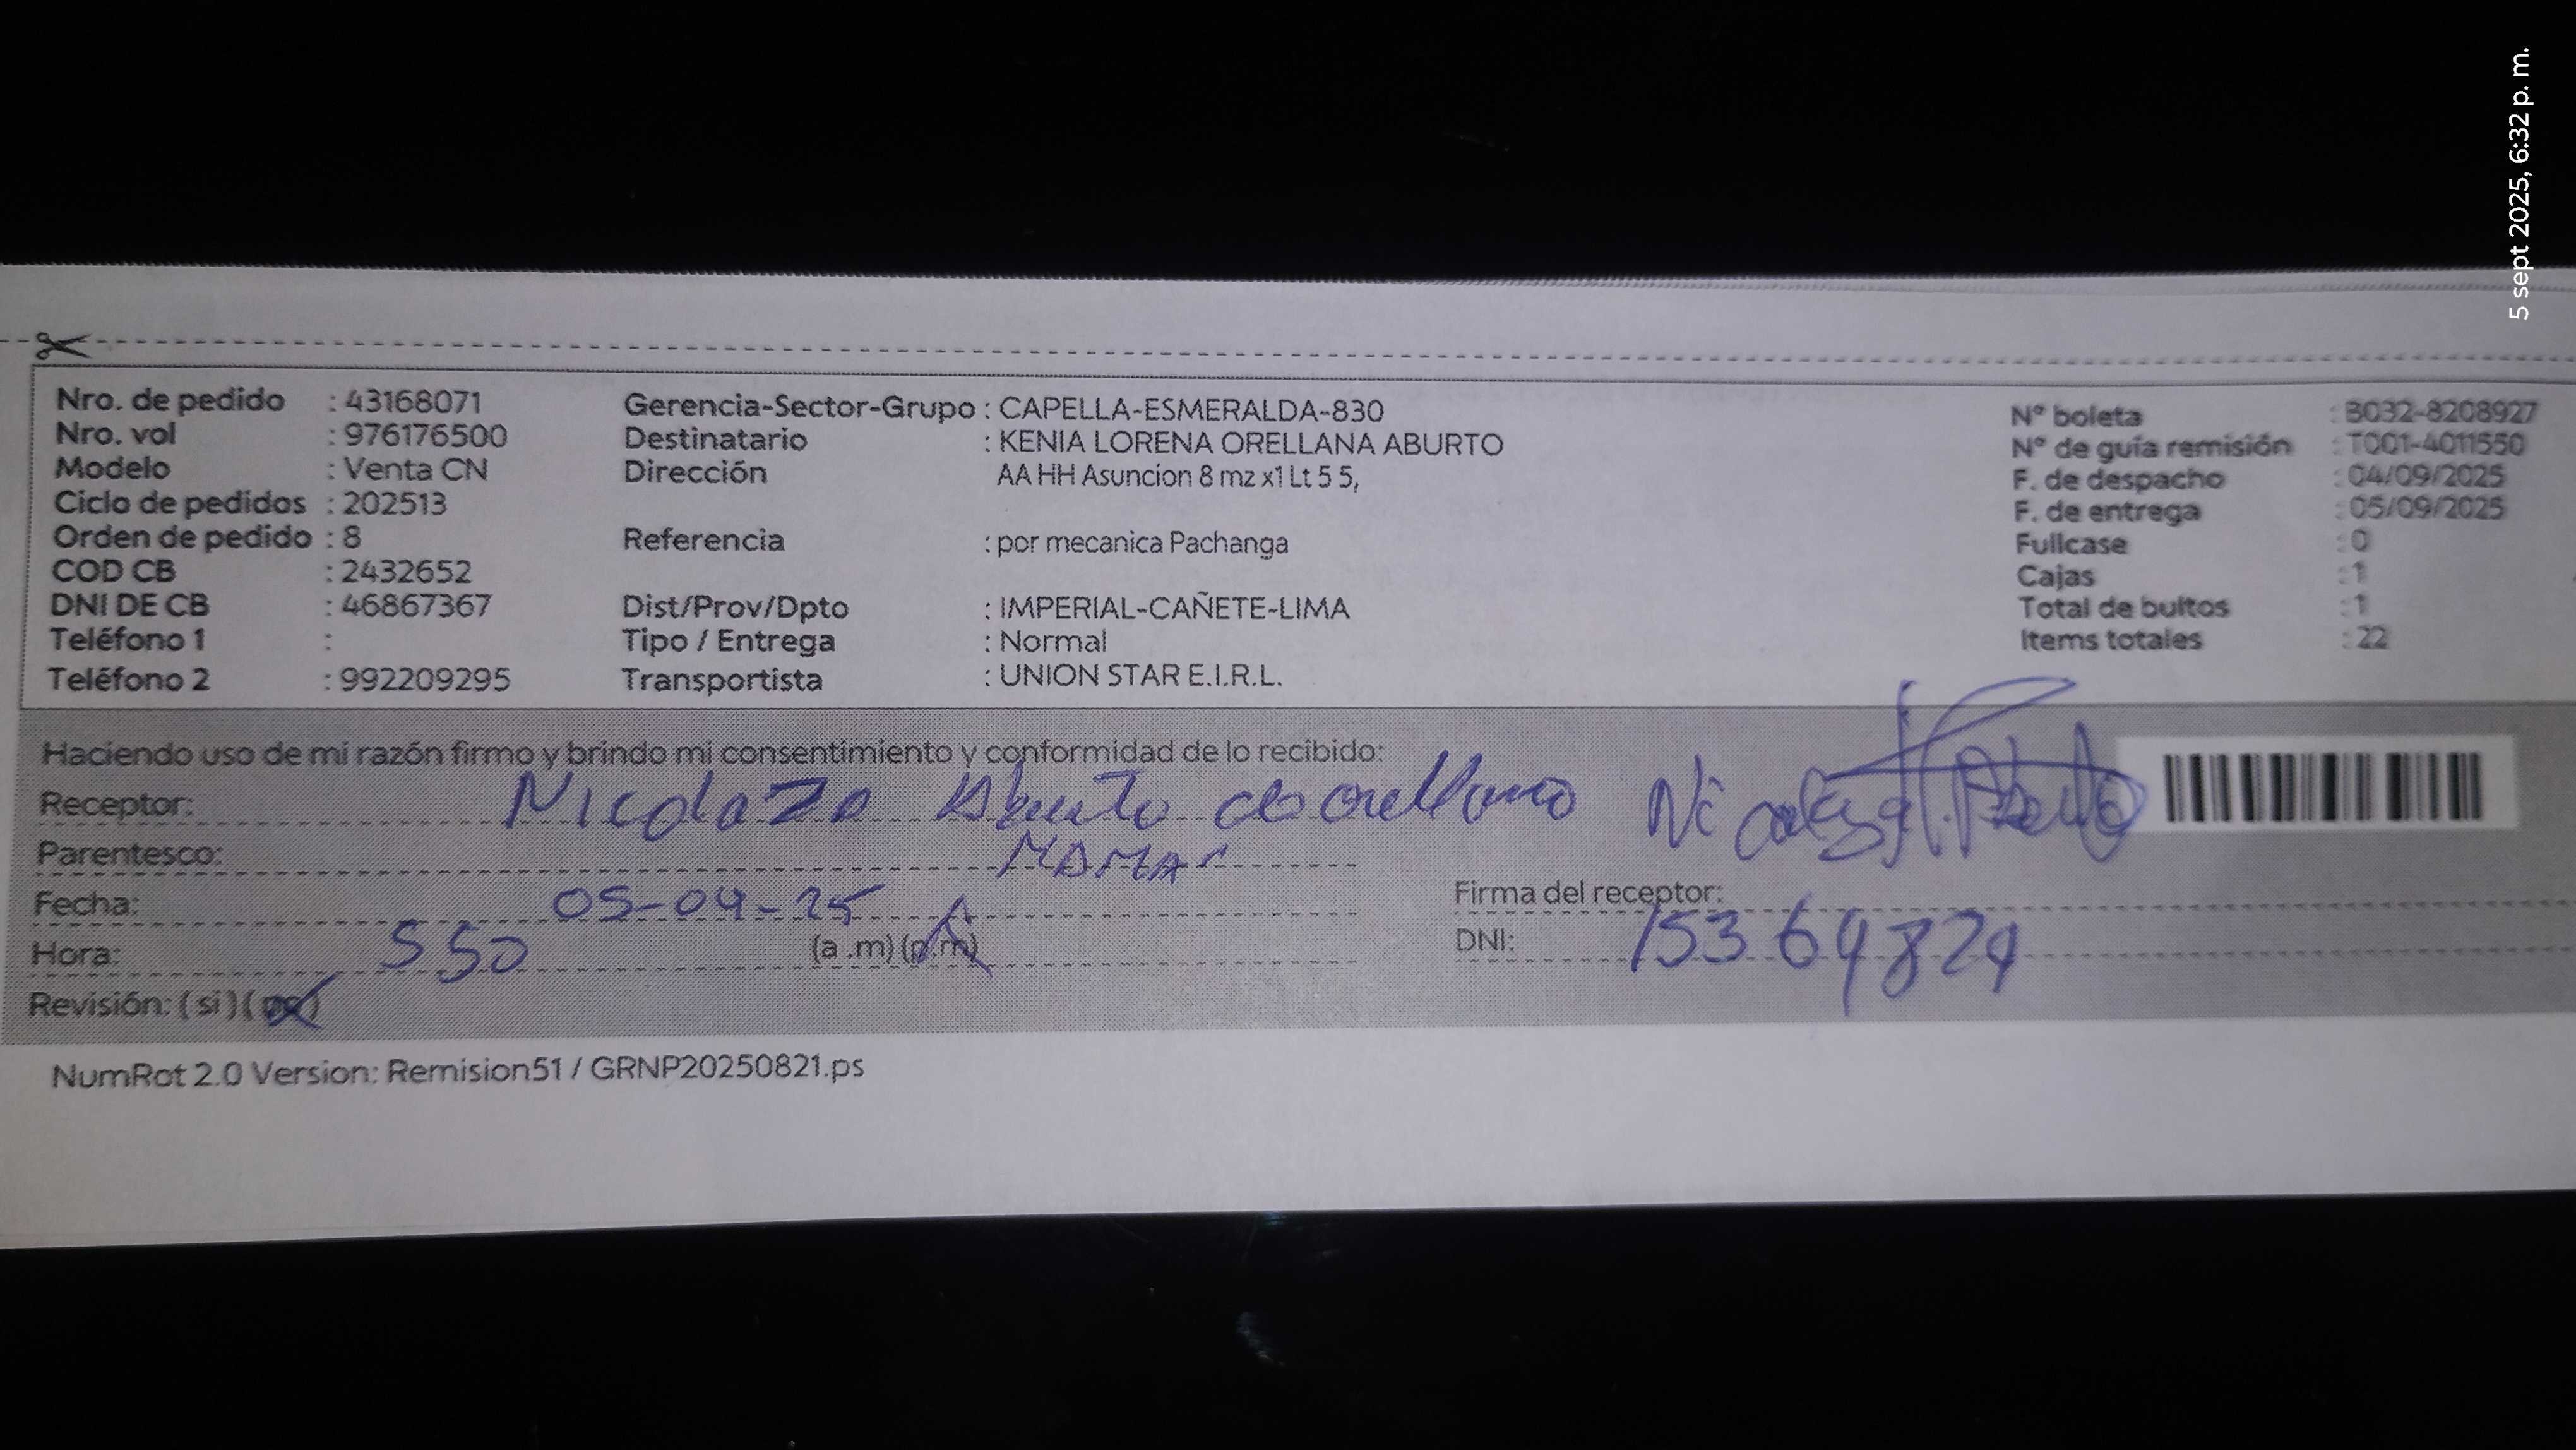 5 sept 2025, 6:32 p. m.
Nro. de pedido : 43168071
Nro. vol : 976176500
Modelo : Venta CN
Ciclo de pedidos : 202513
Orden de pedido : 8
COD CB : 2432652
DNI DE CB : 46867367
Teléfono 1 :
Teléfono 2 : 992209295
Gerencia-Sector-Grupo : CAPELLA-ESMERALDA-830
Destinatario : KENIA LORENA ORELLANA ABURTO
Dirección AA HH Asuncion 8 mz x1 Lt 5 5,
Referencia : por mecanica Pachanga
Dist/Prov/Dpto : IMPERIAL-CAÑETE-LIMA
Tipo / Entrega : Normal
Transportista : UNION STAR E.I.R.L.
Nº boleta : B032-8208927
Nº de guía remisión : T001-4011550
F. de despacho : 04/09/2025
F. de entrega : 05/09/2025
Fullcase : 0
Cajas : 1
Total de bultos : 1
Items totales : 22
Haciendo uso de mi razón firmo y brindo mi consentimiento y conformidad de lo recibido:
Receptor: Nicolaza Aburto de orellana
Parentesco: MAMA
Fecha: 05-09-25
Hora: 5 50 (a .m) (p.m)
Revisión: ( si ) ( no )
Firma del receptor:
DNI: 15369829
NumRot 2.0 Version: Remision51 / GRNP20250821.ps